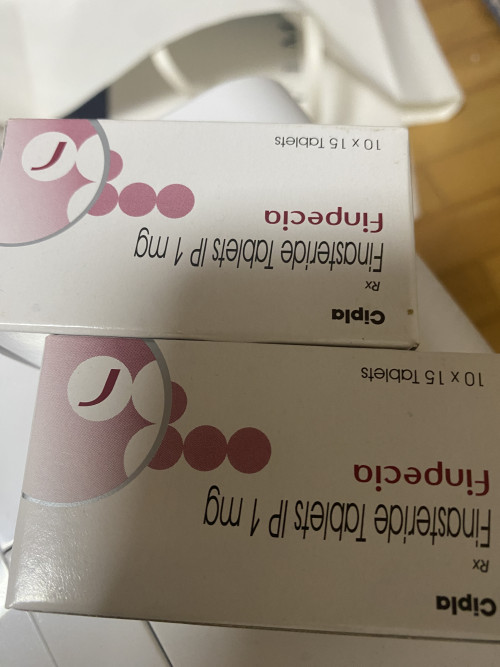 Cipla
Rx
Finasteride Tablets IP 1 mg
Finpecia
10 x 15 Tablets
Cipla
Rx
Finasteride Tablets IP 1 mg
Finpecia
10 x 15 Tablets